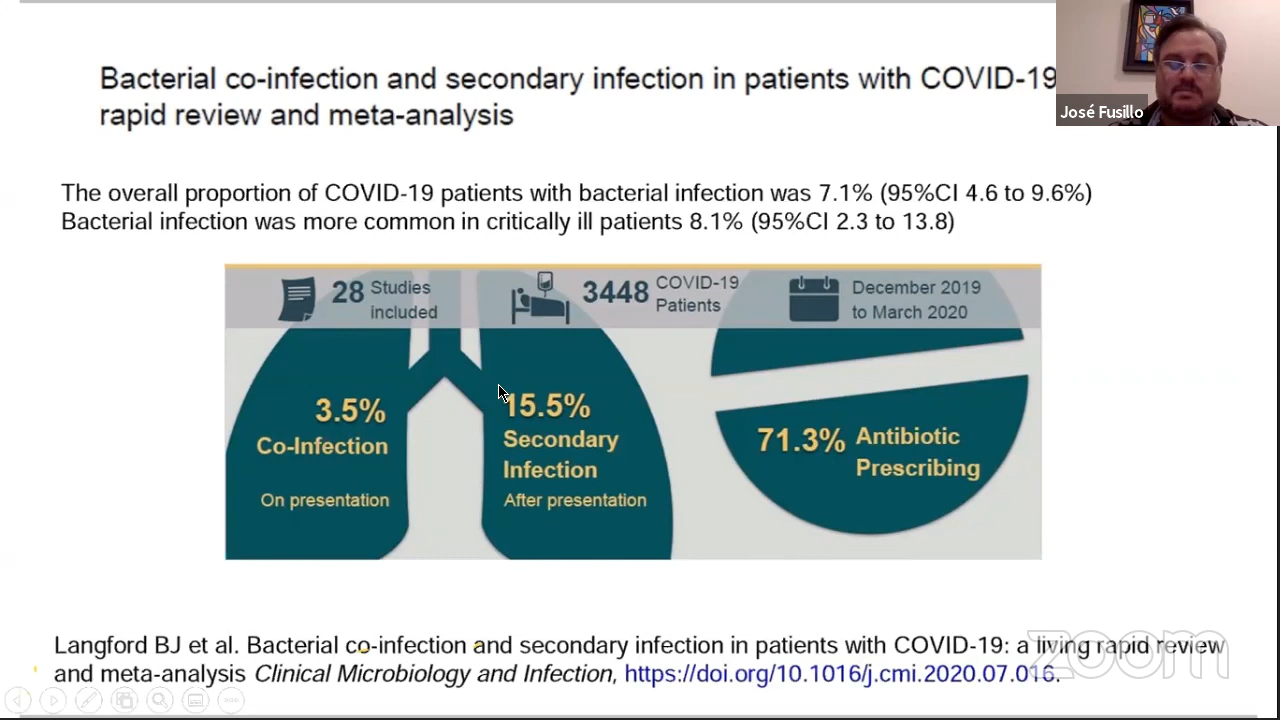 Bacterial co-infection and secondary infection in patients with COVID-19
rapid review and meta-analysis
José Fusillo
The overall proportion of COVID-19 patients with bacterial infection was 7.1% (95%CI 4.6 to 9.6%)
Bacterial infection was more common in critically ill patients 8.1% (95%CI 2.3 to 13.8)
28 Studies included
3448 COVID-19 Patients
December 2019
to March 2020
3.5%
Co-Infection
On presentation
15.5%
Secondary
Infection
After presentation
71.3% Antibiotic
Prescribing
Langford BJ et al. Bacterial co-infection and secondary infection in patients with COVID-19: a living rapid review
and meta-analysis Clinical Microbiology and Infection, https://doi.org/10.1016/j.cmi.2020.07.016.
zoom